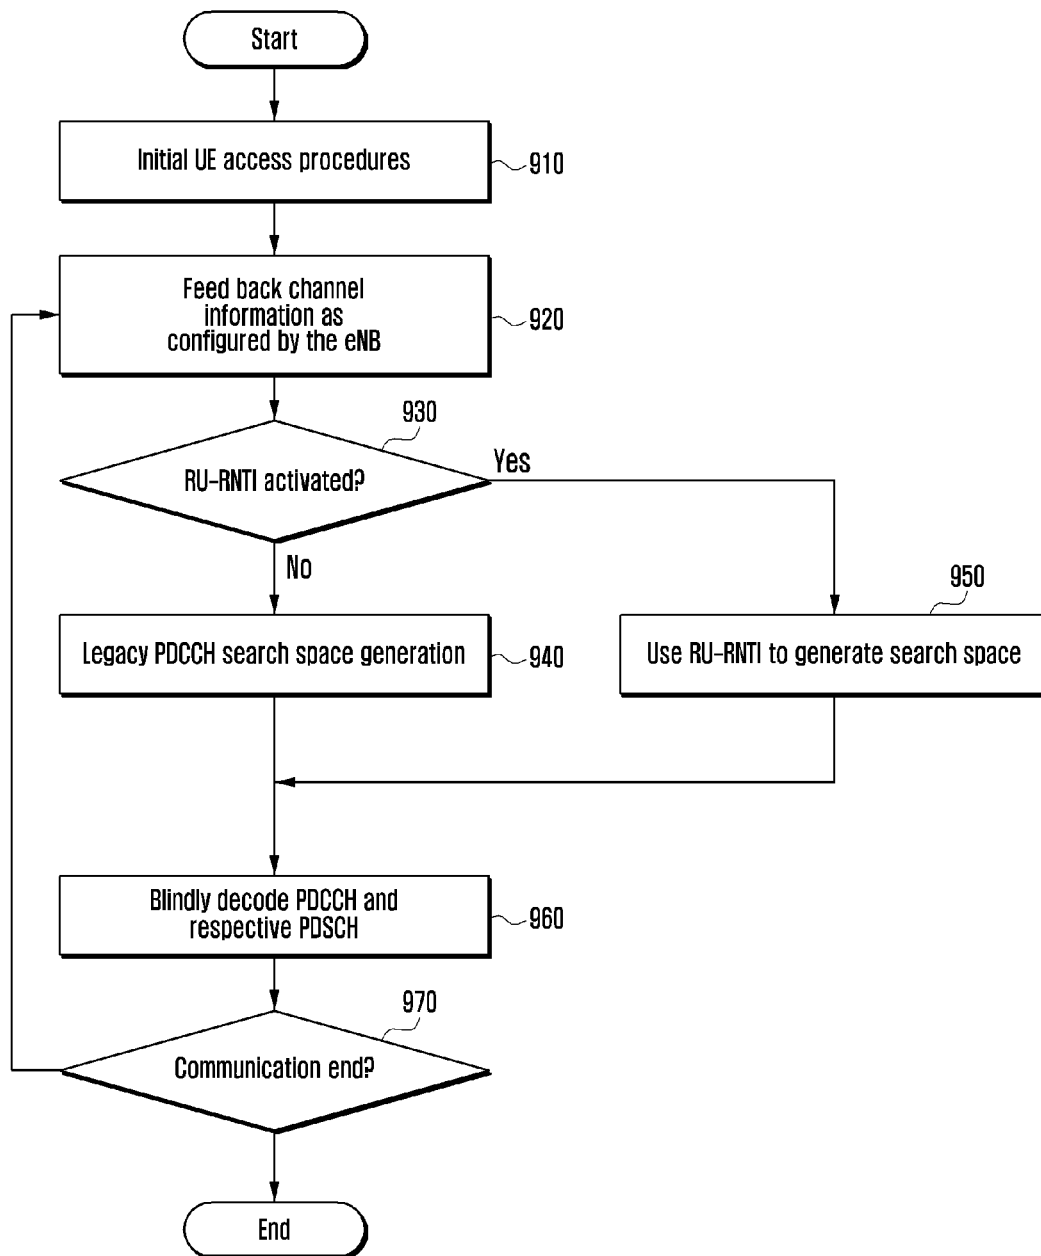 Start
Initial UE access procedures
910
Feed back channel
information as
configured by the eNB
920
930
RU-RNTI activated?
Yes
No
950
Legacy PDCCH search space generation
940
Use RU-RNTI to generate search space
Blindly decode PDCCH and
respective PDSCH
960
970
Communication end?
End